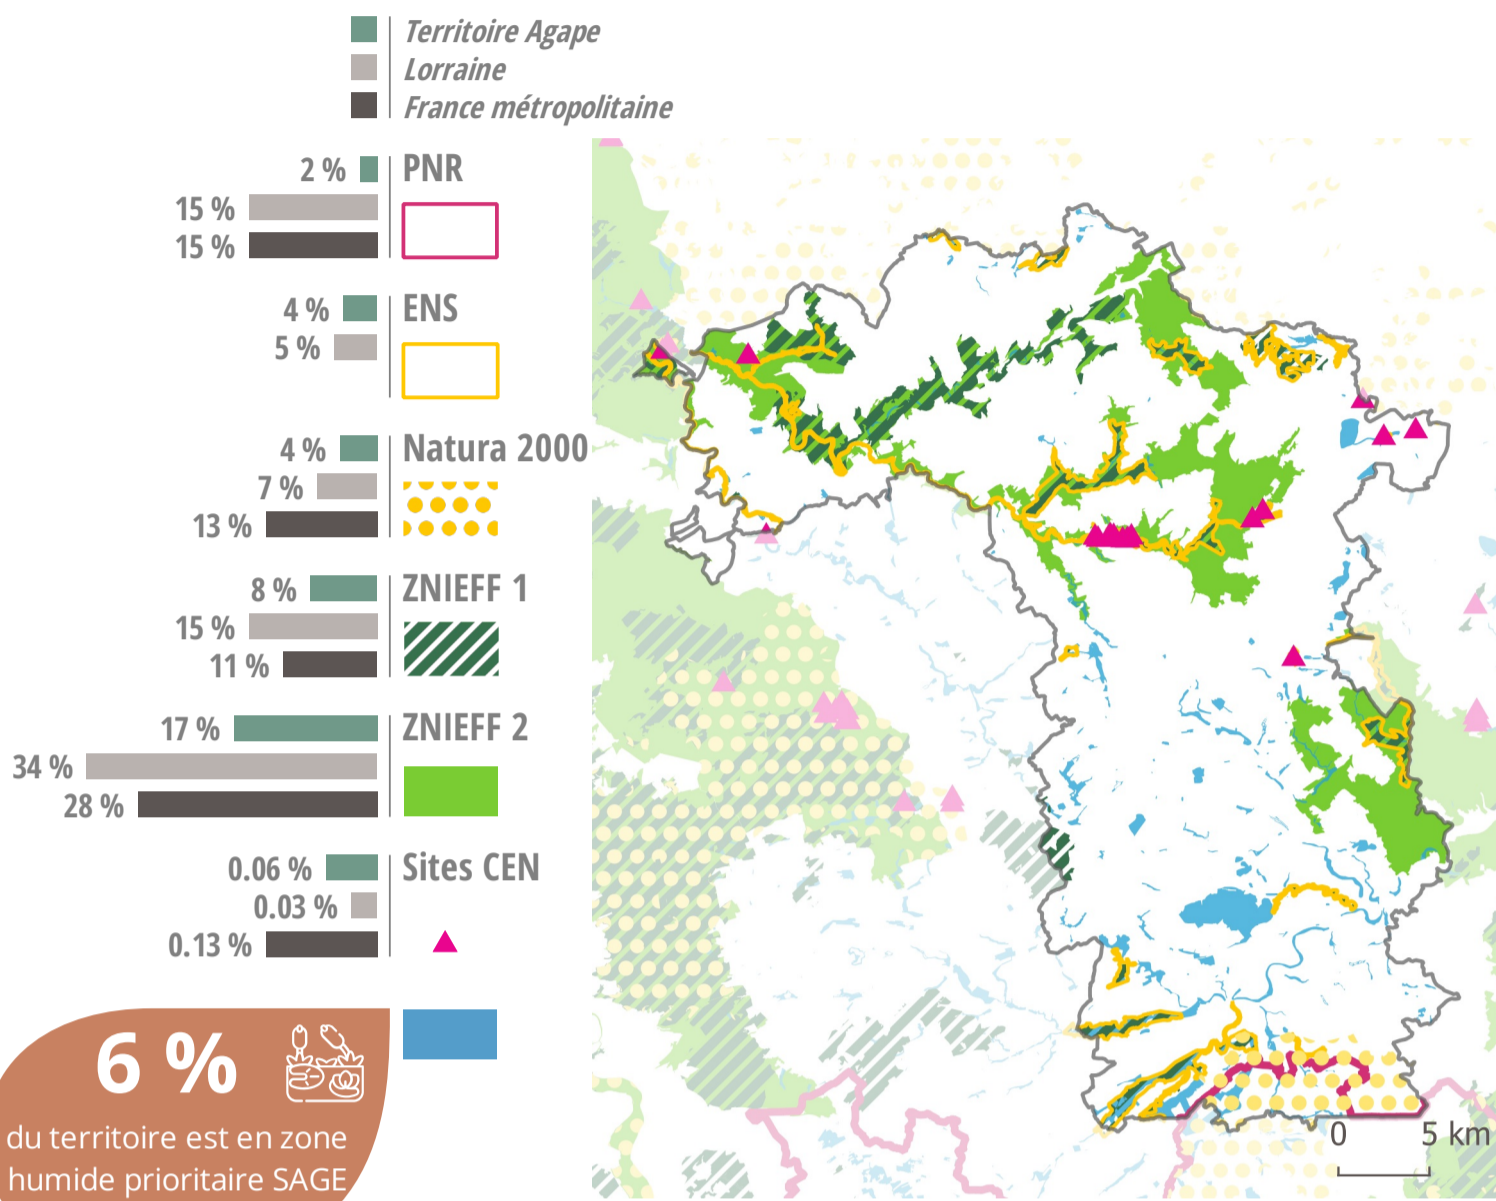 Territoire Agape
Lorraine
France métropolitaine
2 %
PNR
15 %
15 %
4 %
ENS
5 %
4 %
Natura 2000
7 %
13 %
8 %
ZNIEFF 1
15 %
11 %
17 %
ZNIEFF 2
34 %
28 %
0.06 %
Sites CEN
0.03 %
0.13 %
6 %
du territoire est en zone
humide prioritaire SAGE
0 5 km